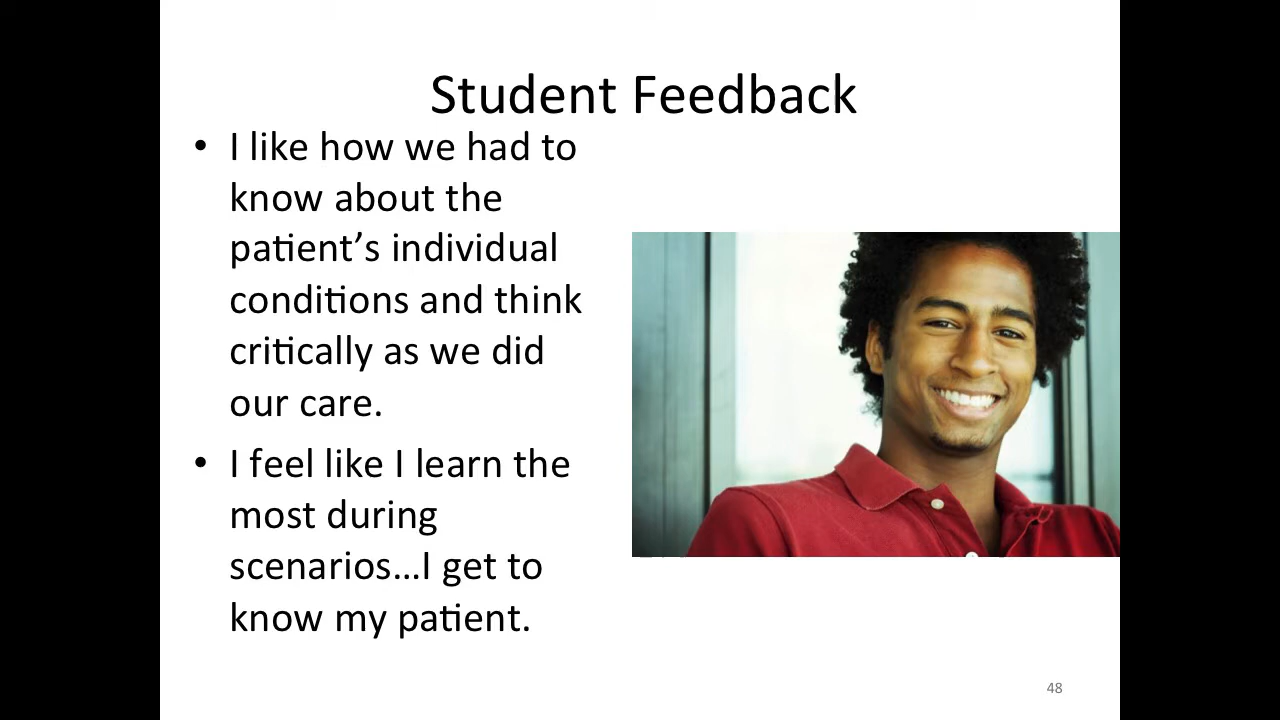 Student Feedback
• I like how we had to
know about the
patient’s individual
conditions and think
critically as we did
our care.
• I feel like I learn the
most during
scenarios…I get to
know my patient.
48